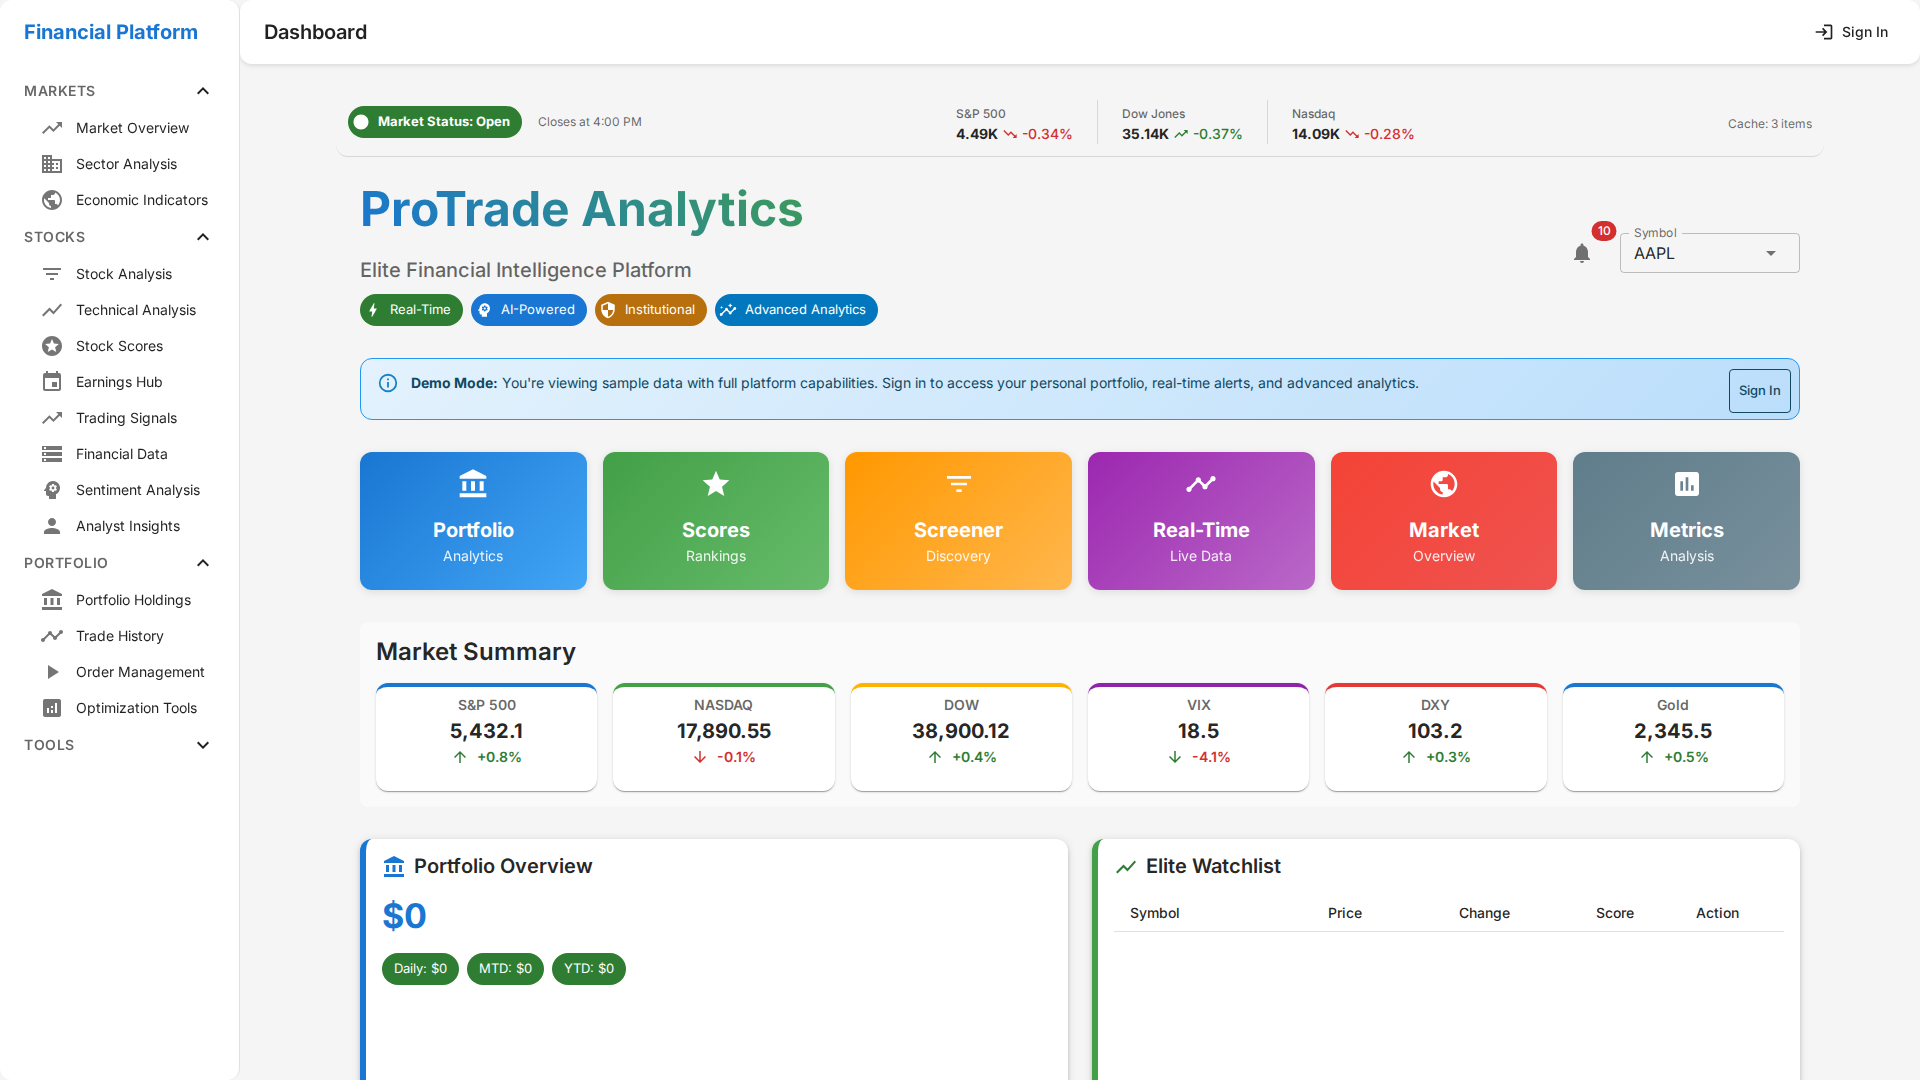 Financial Platform
Dashboard
Sign In
MARKETS
Market Overview
Sector Analysis
Economic Indicators
STOCKS
Stock Analysis
Technical Analysis
Stock Scores
Earnings Hub
Trading Signals
Financial Data
Sentiment Analysis
Analyst Insights
PORTFOLIO
Portfolio Holdings
Trade History
Order Management
Optimization Tools
TOOLS
Market Status: Open
Closes at 4:00 PM
S&P 500
4.49K -0.34%
Dow Jones
35.14K -0.37%
Nasdaq
14.09K -0.28%
Cache: 3 items
ProTrade Analytics
Elite Financial Intelligence Platform
Real-Time
AI-Powered
Institutional
Advanced Analytics
10
Symbol
AAPL
Demo Mode: You're viewing sample data with full platform capabilities. Sign in to access your personal portfolio, real-time alerts, and advanced analytics.
Sign In
Portfolio
Analytics
Scores
Rankings
Screener
Discovery
Real-Time
Live Data
Market
Overview
Metrics
Analysis
Market Summary
S&P 500
5,432.1
+0.8%
NASDAQ
17,890.55
-0.1%
DOW
38,900.12
+0.4%
VIX
18.5
-4.1%
DXY
103.2
+0.3%
Gold
2,345.5
+0.5%
Portfolio Overview
$0
Daily: $0
MTD: $0
YTD: $0
Elite Watchlist
Symbol Price Change Score Action